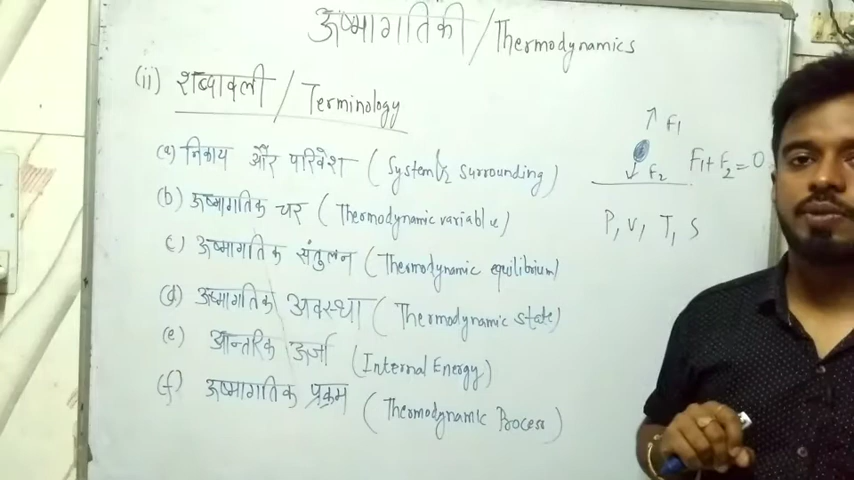 ऊष्मागतिकी / Thermodynamics
(ii) शब्दावली / Terminology
(a) निकाय और परिवेश (System & Surrounding)
(b) ऊष्मागतिक चर (Thermodynamic variable)
c) ऊष्मागतिक संतुलन (Thermodynamic equilibrium)
(d) ऊष्मागतिक अवस्था (Thermodynamic state)
(e) आन्तरिक ऊर्जा (Internal Energy)
(f) ऊष्मागतिक प्रक्रम (Thermodynamic Process)
F1
F2
F1 + F2 = 0
P, V, T, S